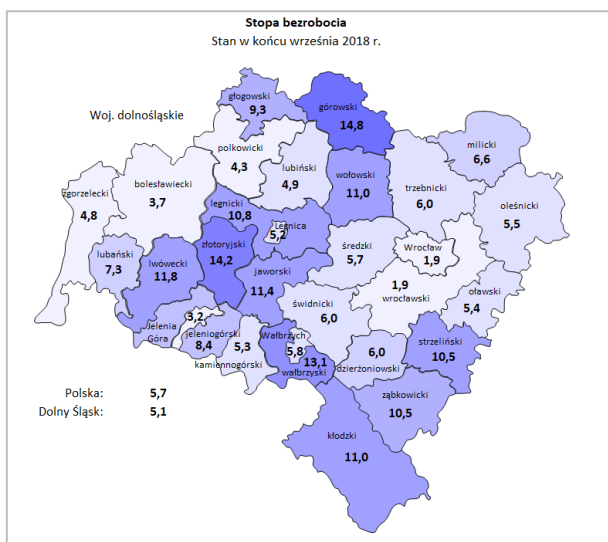 Stopa bezrobocia
Stan w końcu września 2018 r.
Woj. dolnośląskie
głogowski
9,3
górowski
14,8
milicki
6,6
polkowicki
4,3
lubiński
4,9
wołowski
11,0
trzebnicki
6,0
oleśnicki
5,5
zgorzelecki
4,8
bolesławiecki
3,7
legnicki
10,8
Legnica
5,2
lubański
7,3
lwówecki
11,8
złotoryjski
14,2
jaworski
11,4
średzki
5,7
Wrocław
1,9
1,9
wrocławski
oławski
5,4
3,2
Jelenia
Góra
jeleniogórski
8,4
5,3
kamiennogórski
świdnicki
6,0
Wałbrzych
5,8
13,1
wałbrzyski
6,0
dzierżoniowski
strzeliński
10,5
ząbkowicki
10,5
kłodzki
11,0
Polska: 5,7
Dolny Śląsk: 5,1